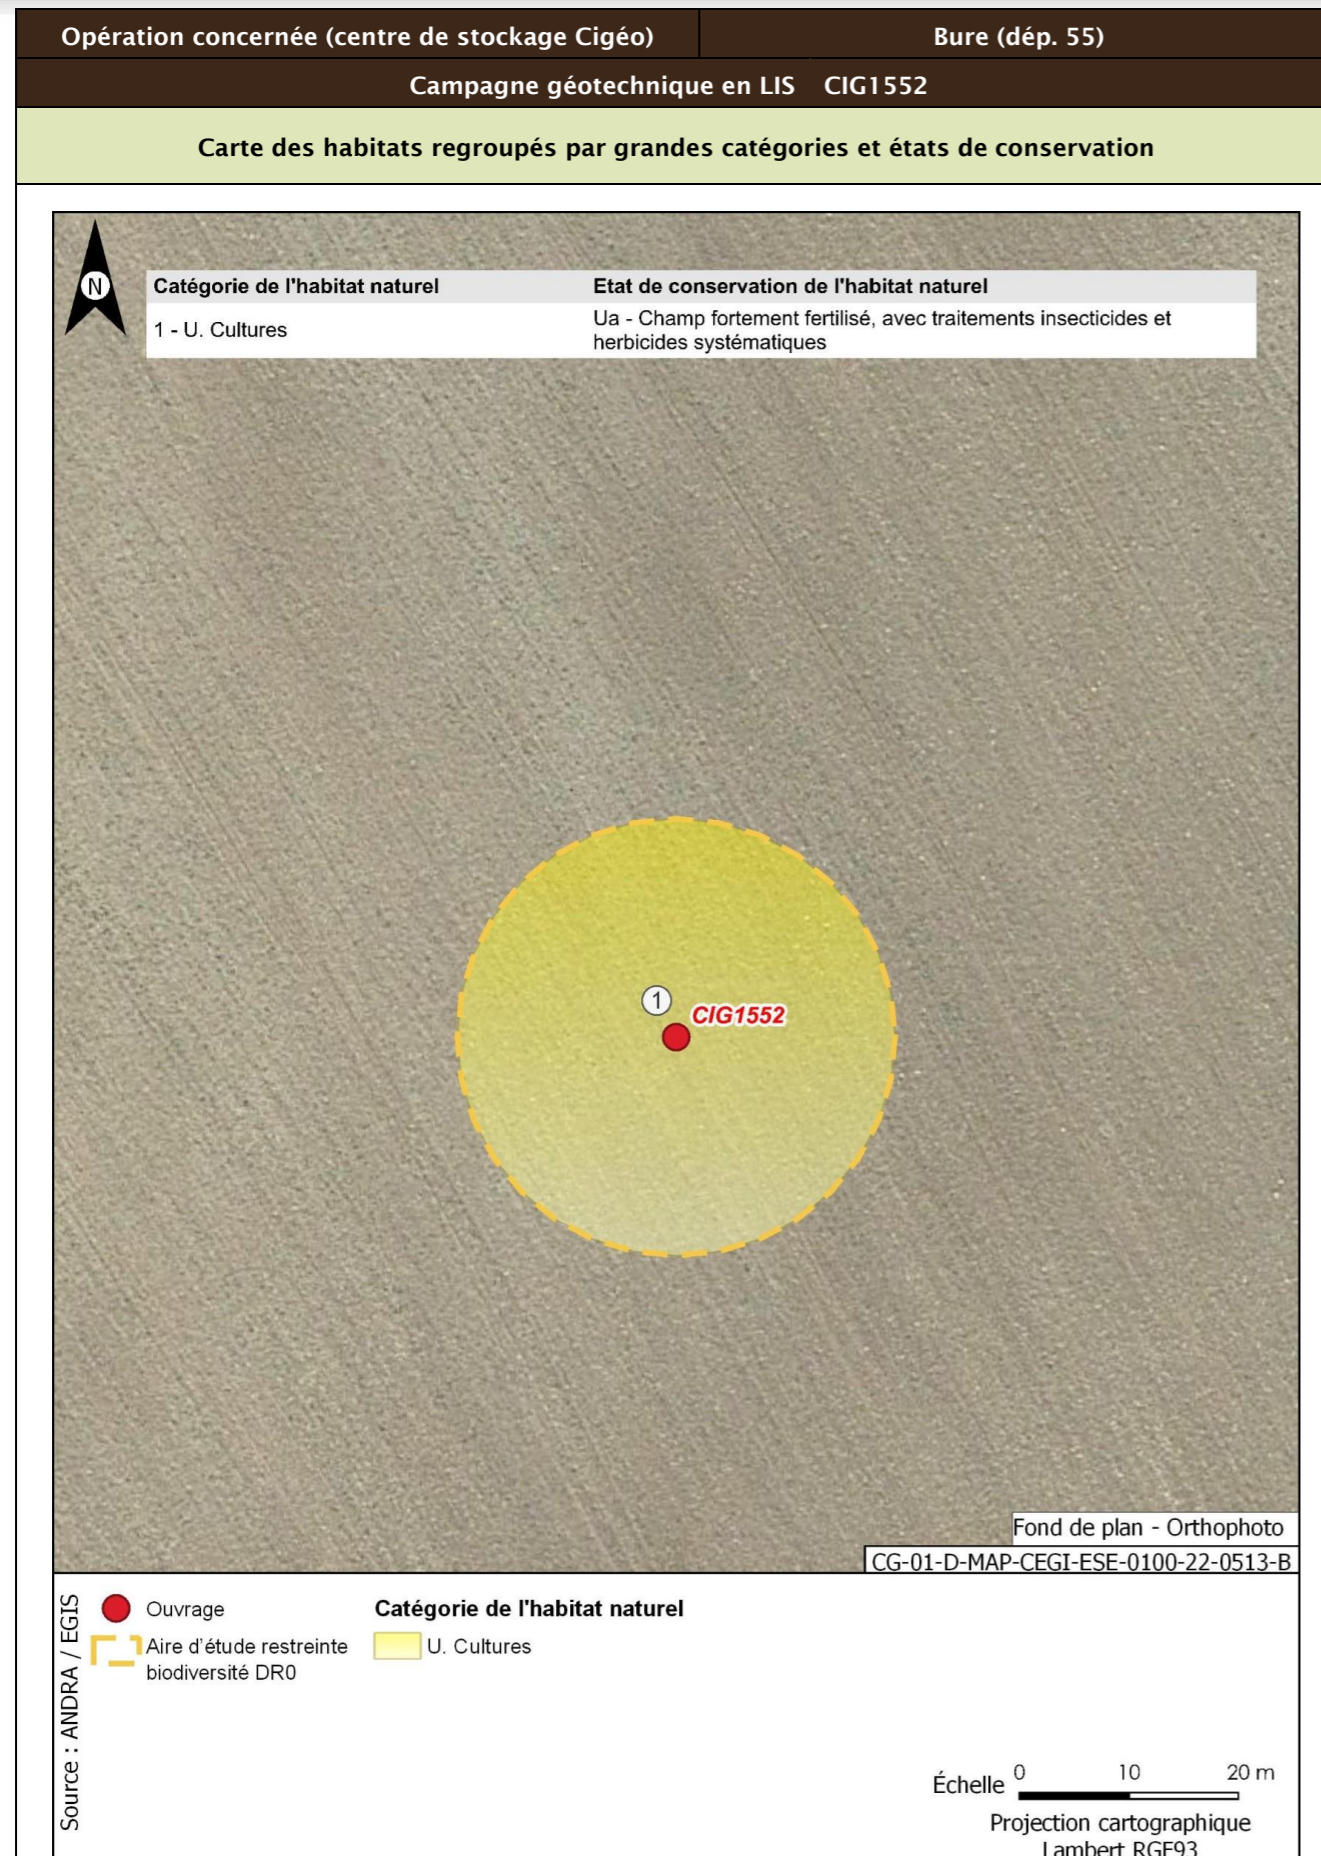 Opération concernée (centre de stockage Cigéo) Bure (dép. 55)
Campagne géotechnique en LIS CIG1552
Carte des habitats regroupés par grandes catégories et états de conservation
N
Catégorie de l'habitat naturel Etat de conservation de l'habitat naturel
1 - U. Cultures Ua - Champ fortement fertilisé, avec traitements insecticides et
herbicides systématiques
1
CIG1552
Fond de plan - Orthophoto
CG-01-D-MAP-CEGI-ESE-0100-22-0513-B
Source : ANDRA / EGIS
Ouvrage
Aire d'étude restreinte
biodiversité DR0
Catégorie de l'habitat naturel
U. Cultures
Échelle 0 10 20 m
Projection cartographique
Lambert RGF93